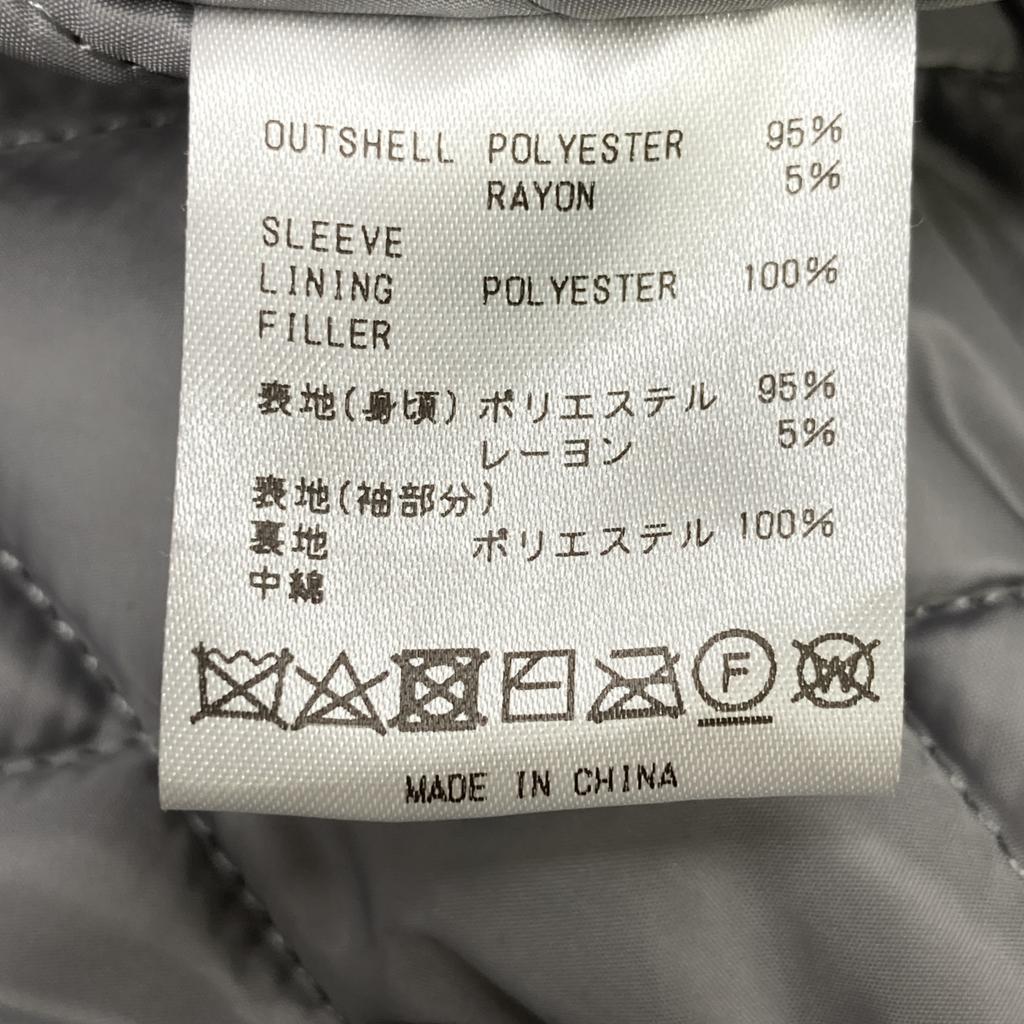 OUTSHELL POLYESTER 95%
RAYON 5%
SLEEVE
LINING POLYESTER 100%
FILLER
表地(身頃) ポリエステル 95%
レーヨン 5%
表地(袖部分)
裏地 ポリエステル 100%
中綿
F W
MADE IN CHINA